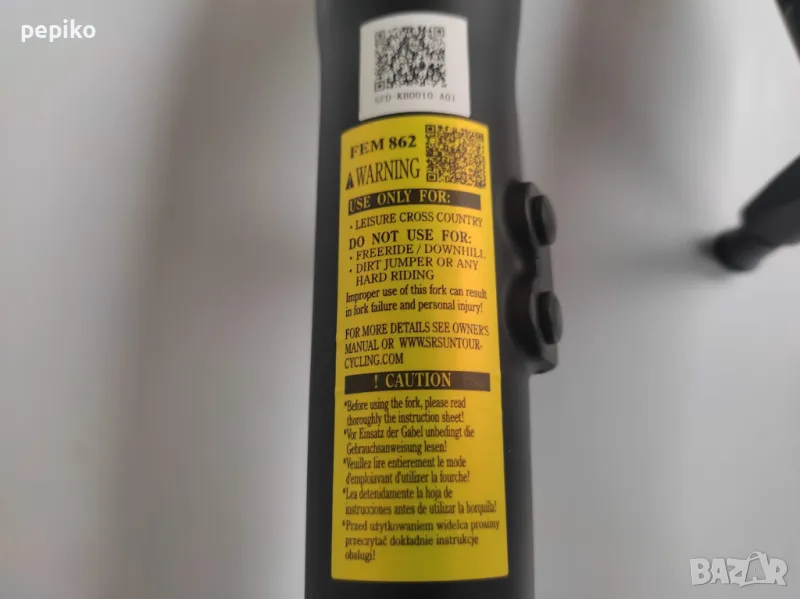 pepiko
SFD KH0010 A01
FEM 862
WARNING
USE ONLY FOR:
· LEISURE CROSS COUNTRY
DO NOT USE FOR:
· FREERIDE / DOWNHILL
· DIRT JUMPER OR ANY
HARD RIDING
Improper use of this fork can result
in fork failure and personal injury!
FOR MORE DETAILS SEE OWNER'S
MANUAL OR WWW.SRSUNTOUR-
CYCLING.COM
! CAUTION
*Before using the fork, please read
thoroughly the instruction sheet!
*Vor Einsatz der Gabel unbedingt die
Gebrauchsanweisung lesen!
*Veuillez lire entierement le mode
d'emploiavant d'utilizer la fourche!
*Lea detenidamente la hoja de
instrucciones antes de utilizar la horquilla!
*Przed użytkowaniem widelca prosimy
przeczytać dokładnie instrukcje
obsługi!
BAZAR